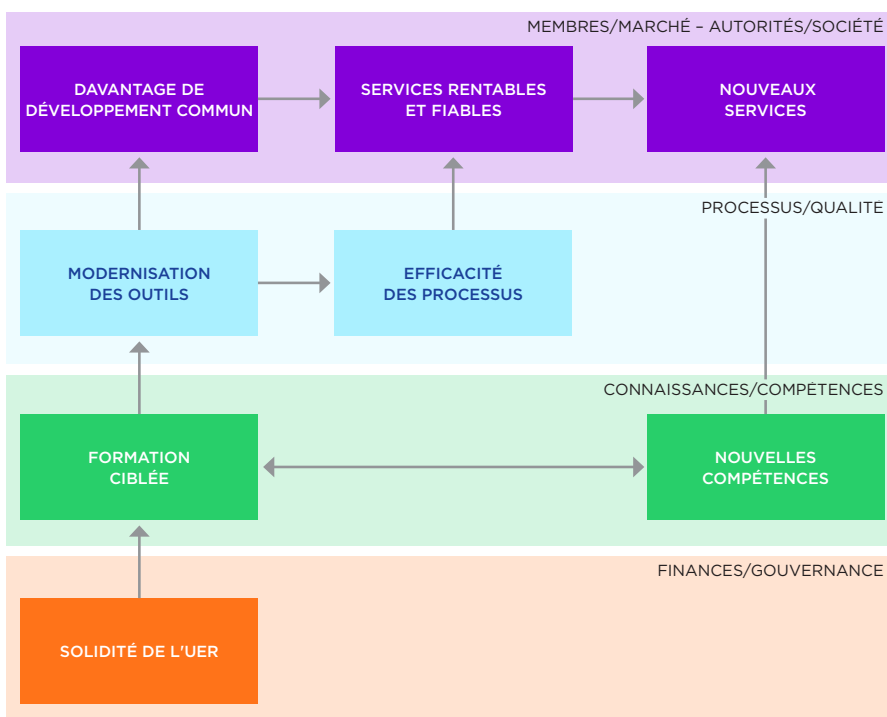 MEMBRES/MARCHÉ – AUTORITÉS/SOCIÉTÉ
DAVANTAGE DE
DÉVELOPPEMENT COMMUN
SERVICES RENTABLES
ET FIABLES
NOUVEAUX
SERVICES
PROCESSUS/QUALITÉ
MODERNISATION
DES OUTILS
EFFICACITÉ
DES PROCESSUS
CONNAISSANCES/COMPÉTENCES
FORMATION
CIBLÉE
NOUVELLES
COMPÉTENCES
FINANCES/GOUVERNANCE
SOLIDITÉ DE L'UER